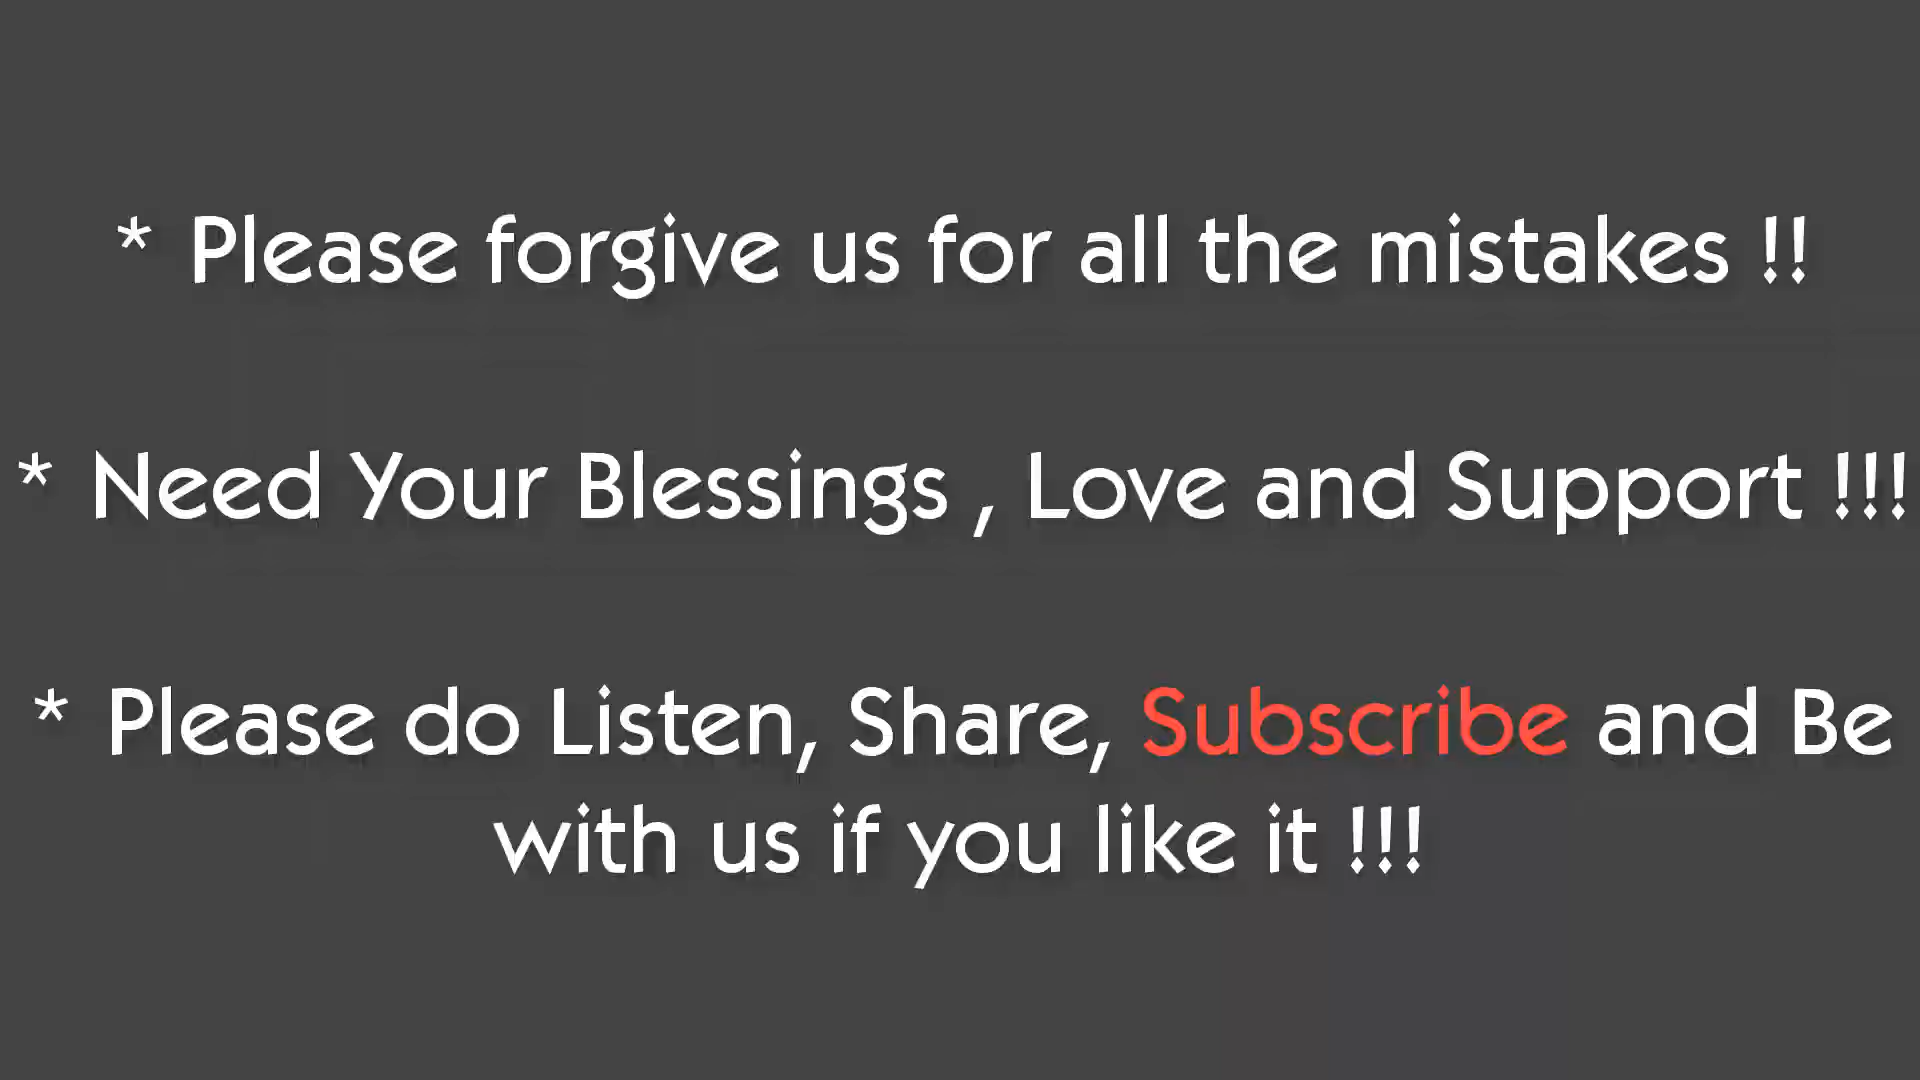 * Please forgive us for all the mistakes !!
* Need Your Blessings , Love and Support !!!
* Please do Listen, Share, Subscribe and Be
with us if you like it !!!